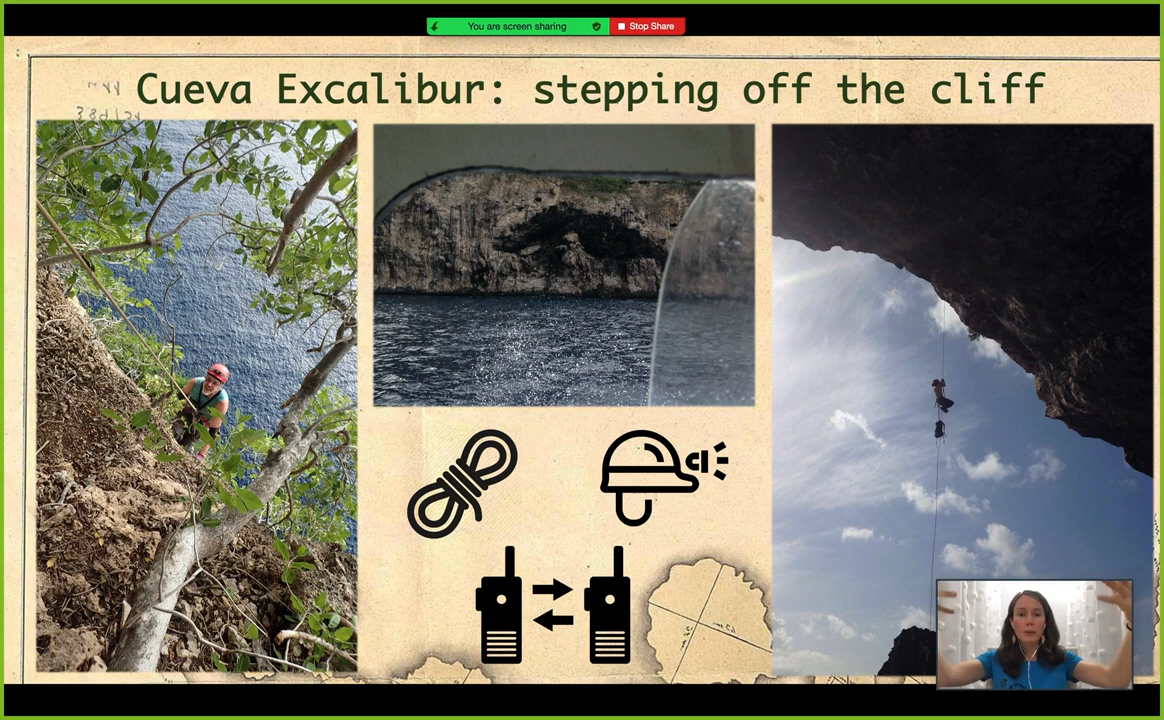 You are screen sharing
Stop Share
Cueva Excalibur: stepping off the cliff